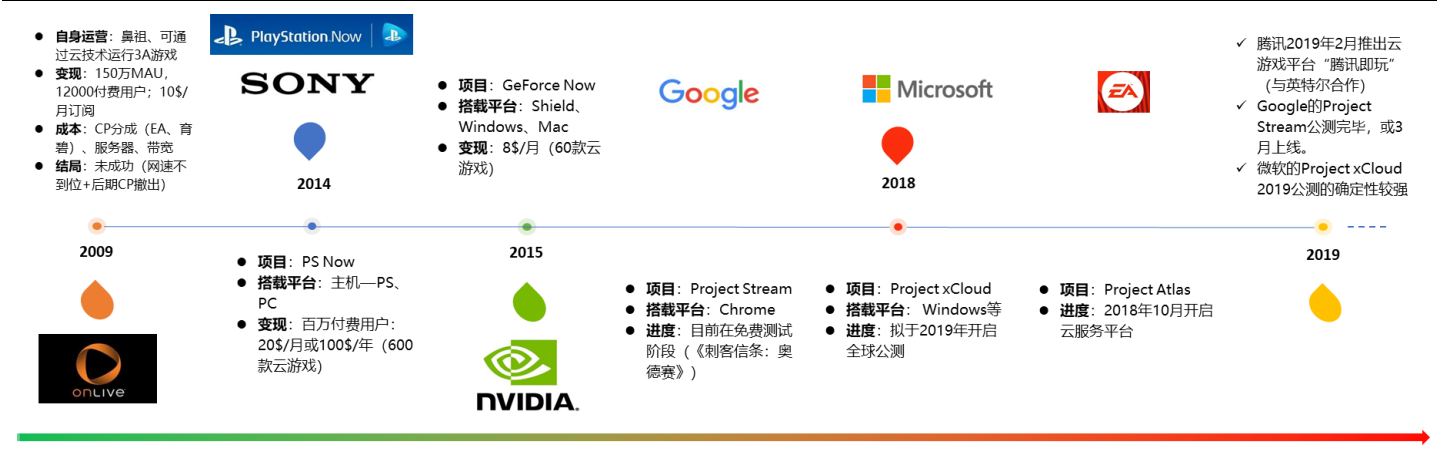 自身运营：鼻祖、可通
过云技术运行3A游戏
变现：150万MAU，
12000付费用户；10$/
月订阅
成本：CP分成（EA、育
碧）、服务器、带宽
结局：未成功（网速不
到位+后期CP撤出）
2009
onLIVE
PlayStation.Now
SONY
2014
项目：PS Now
搭载平台：主机—PS、
PC
变现：百万付费用户：
20$/月或100$/年（600
款云游戏）
项目：GeForce Now
搭载平台：Shield、
Windows、Mac
变现：8$/月（60款云
游戏）
2015
NVIDIA.
Google
项目：Project Stream
搭载平台：Chrome
进度：目前在免费测试
阶段（《刺客信条：奥
德赛》）
Microsoft
2018
项目：Project xCloud
搭载平台：Windows等
进度：拟于2019年开启
全球公测
EA
项目：Project Atlas
进度：2018年10月开启
云服务平台
腾讯2019年2月推出云
游戏平台“腾讯即玩”
（与英特尔合作）
Google的Project
Stream公测完毕，或3
月上线。
微软的Project xCloud
2019公测的确定性较强
2019